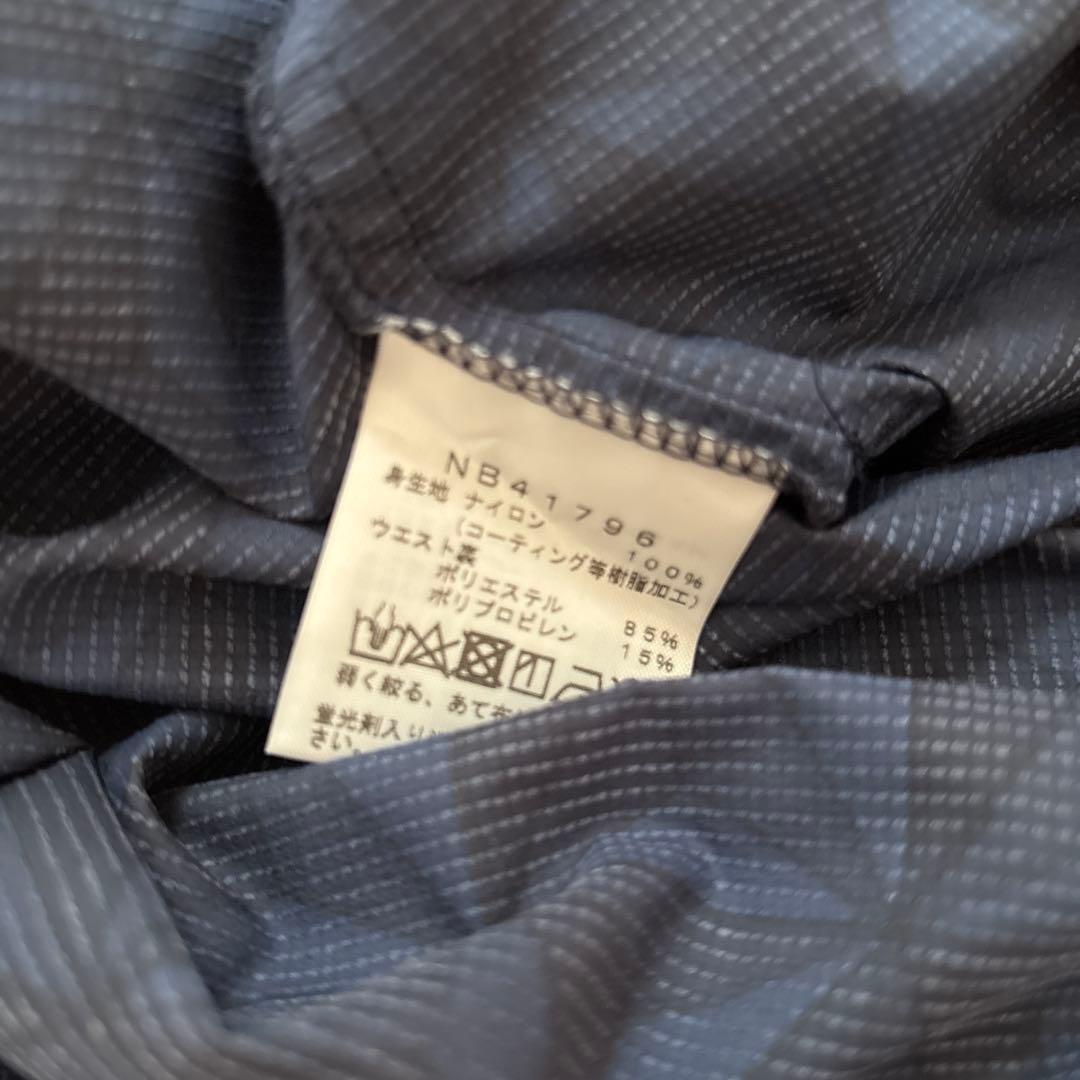 NB41796
身生地 ナイロン 100%
(コーティング等樹脂加工)
ウエスト裏
ポリエステル 85%
ポリプロピレン 15%
弱く絞る、あて布
蛍光剤入り
さい。